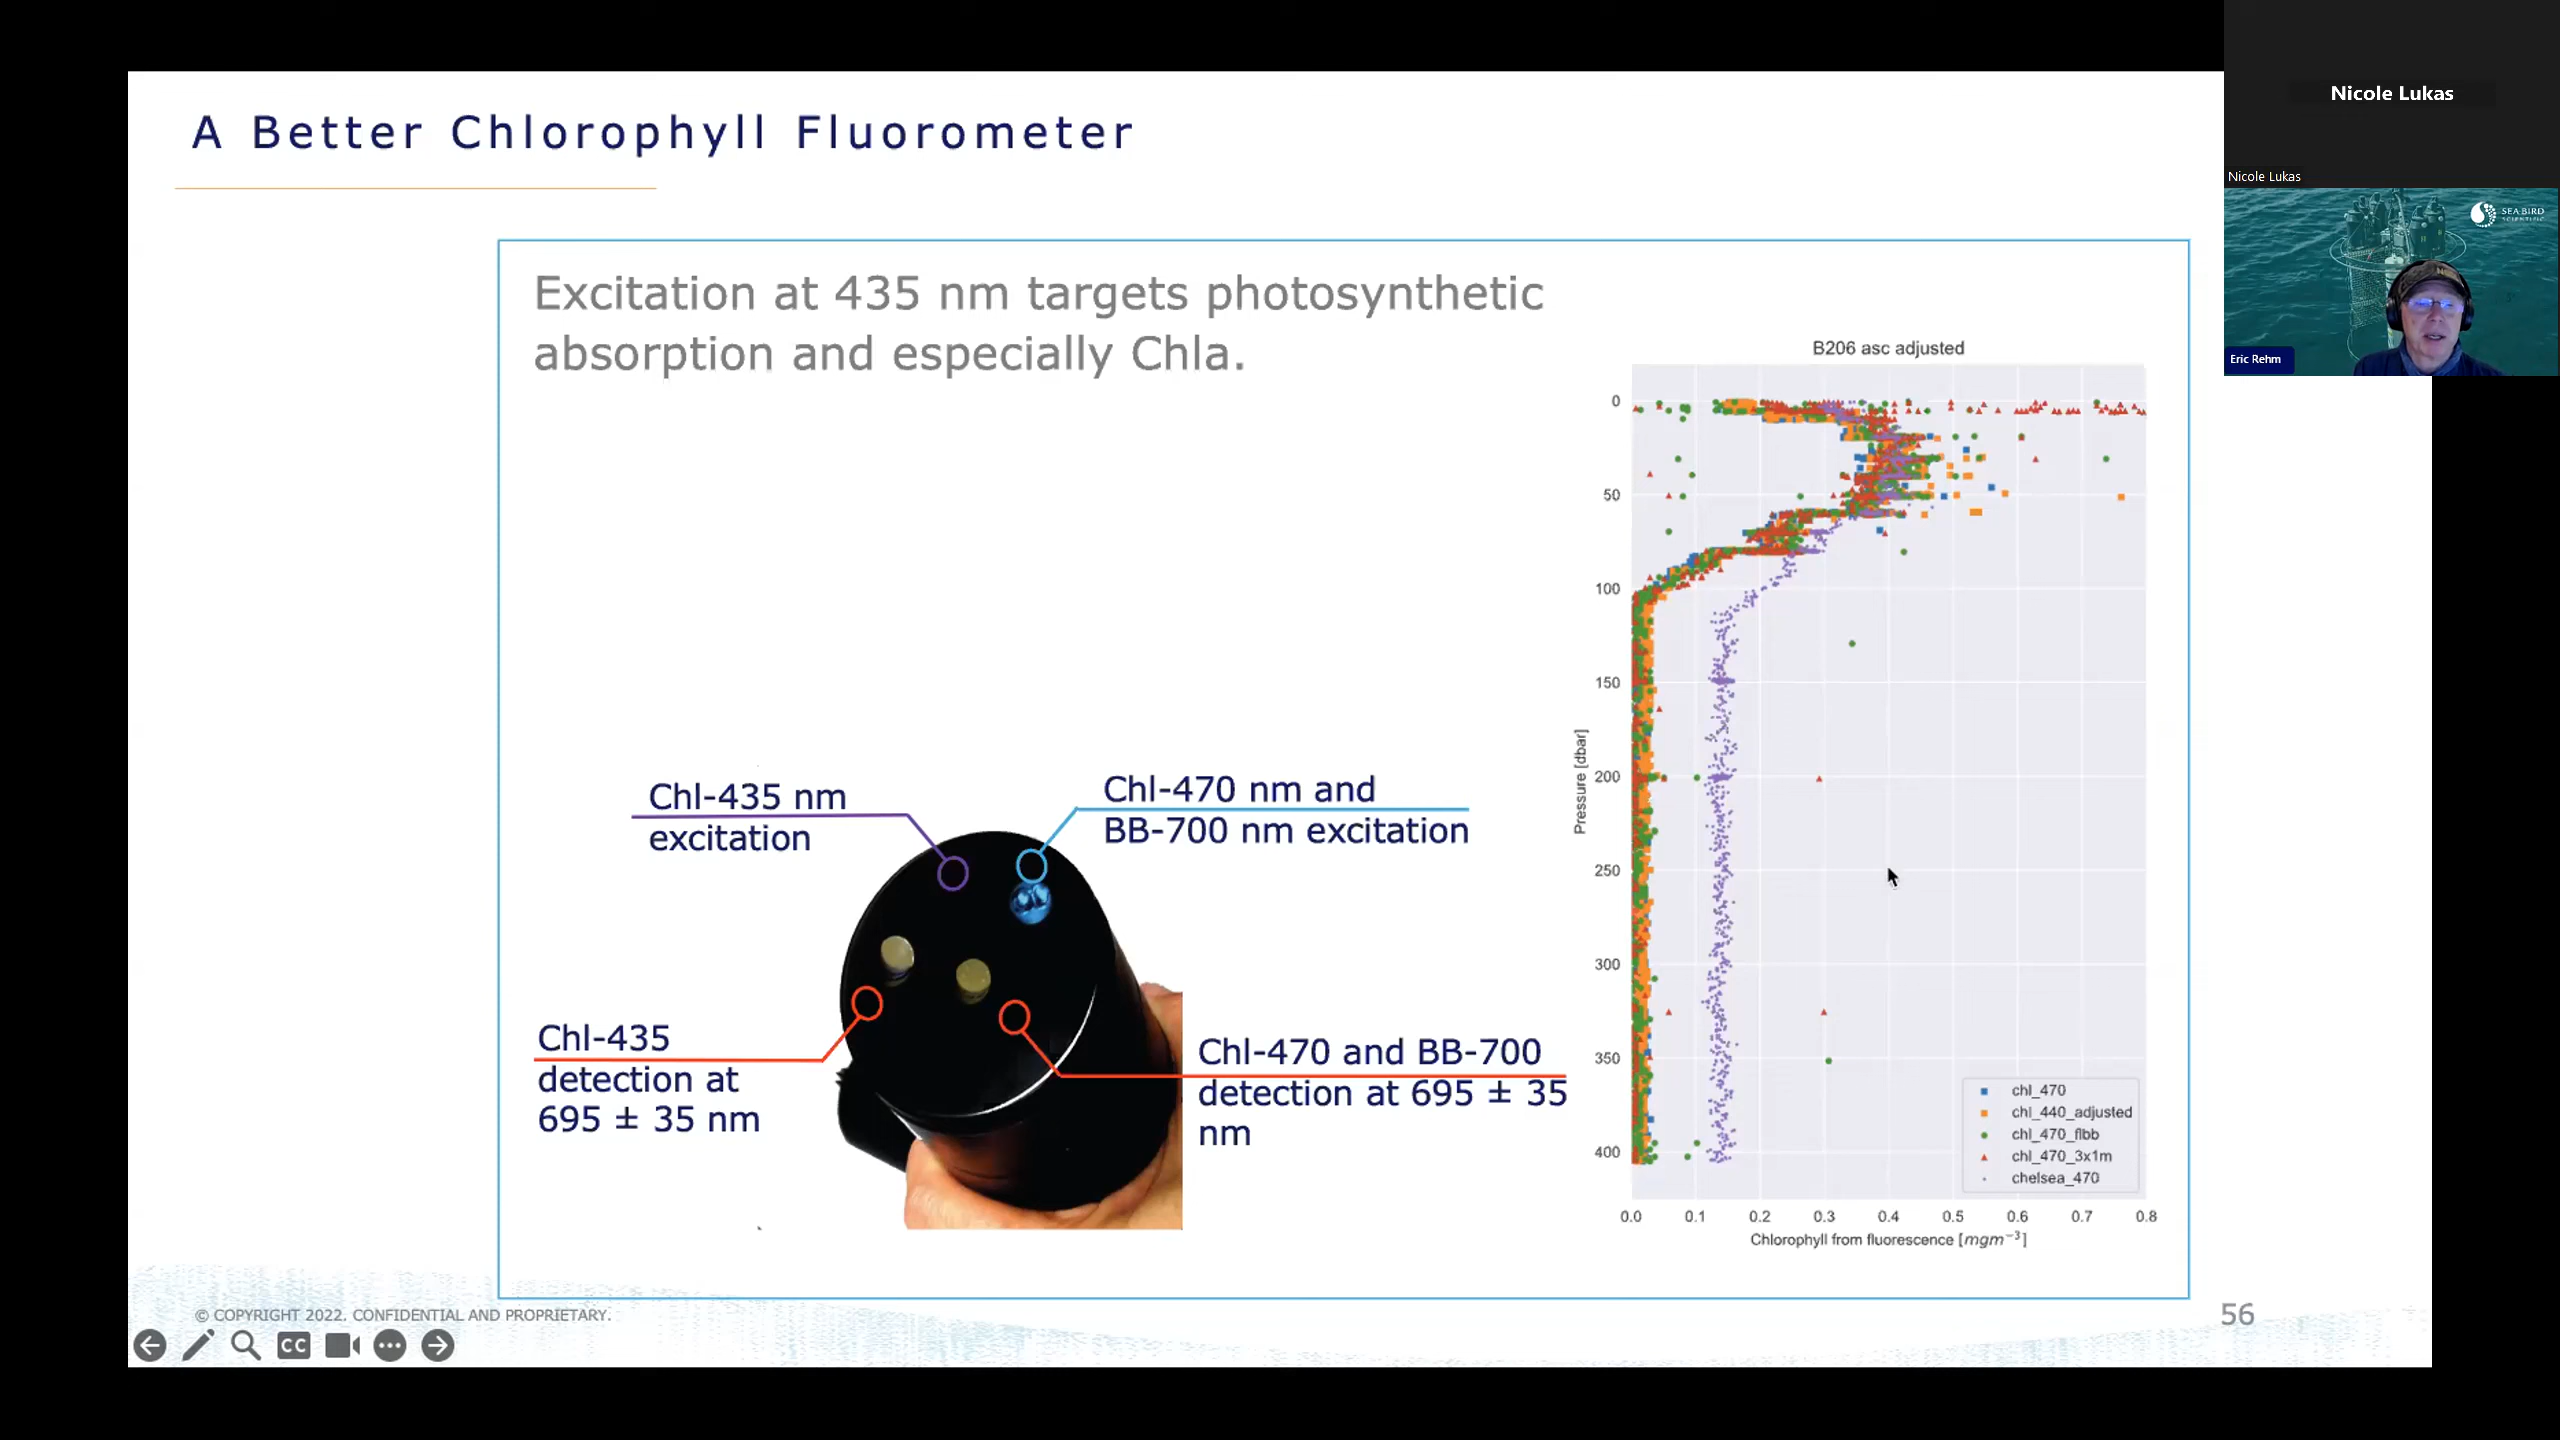 A Better Chlorophyll Fluorometer
Excitation at 435 nm targets photosynthetic
absorption and especially Chla.
Chl-435 nm
excitation
Chl-470 nm and
BB-700 nm excitation
Chl-435
detection at
695 ± 35 nm
Chl-470 and BB-700
detection at 695 ± 35
nm
B206 asc adjusted
0
50
100
150
200
250
300
350
400
Pressure [dbar]
chl_470
chl_440_adjusted
chl_470_flbb
chl_470_3x1m
chelsea_470
0.0 0.1 0.2 0.3 0.4 0.5 0.6 0.7 0.8
Chlorophyll from fluorescence [mgm⁻³]
© COPYRIGHT 2022. CONFIDENTIAL AND PROPRIETARY.
56
CC
Nicole Lukas
Nicole Lukas
SEA·BIRD
SCIENTIFIC
Eric Rehm